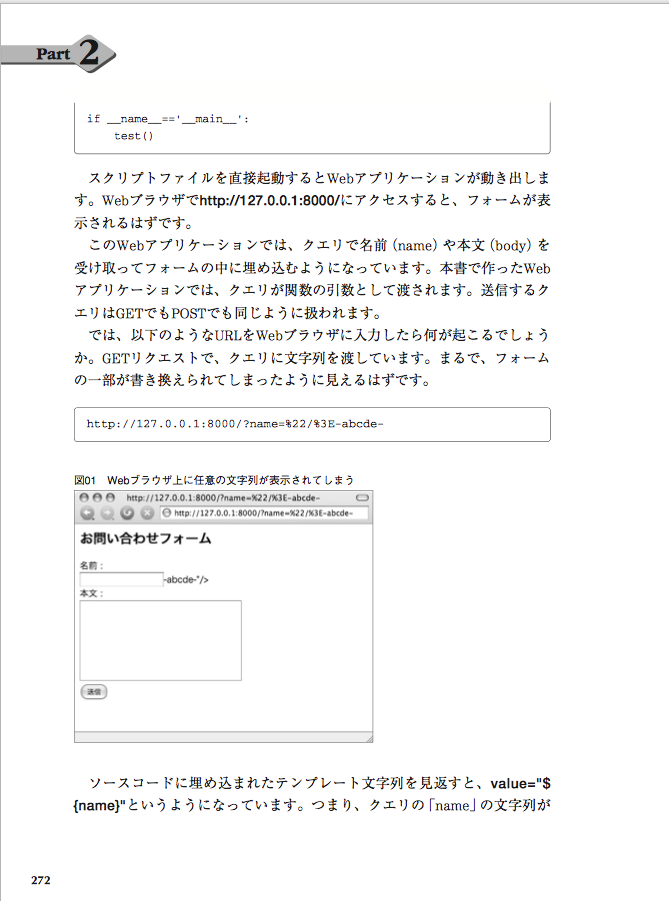 Part 2
if __name__=='__main__':
test()
スクリプトファイルを直接起動するとWebアプリケーションが動き出しま
す。Webブラウザでhttp://127.0.0.1:8000/にアクセスすると、フォームが表
示されるはずです。
このWebアプリケーションでは、クエリで名前（name）や本文（body）を
受け取ってフォームの中に埋め込むようになっています。本書で作ったWeb
アプリケーションでは、クエリが関数の引数として渡されます。送信するク
エリはGETでもPOSTでも同じように扱われます。
では、以下のようなURLをWebブラウザに入力したら何が起こるでしょう
か。GETリクエストで、クエリに文字列を渡しています。まるで、フォーム
の一部が書き換えられてしまったように見えるはずです。
http://127.0.0.1:8000/?name=%22/%3E-abcde-
図01　Webブラウザ上に任意の文字列が表示されてしまう
http://127.0.0.1:8000/?name=%22/%3E-abcde-
http://127.0.0.1:8000/?name=%22/%3E-abcde-
お問い合わせフォーム
名前：
-abcde-"/>
本文：
送信
ソースコードに埋め込まれたテンプレート文字列を見返すと、value="$
{name}"というようになっています。つまり、クエリの「name」の文字列が
272